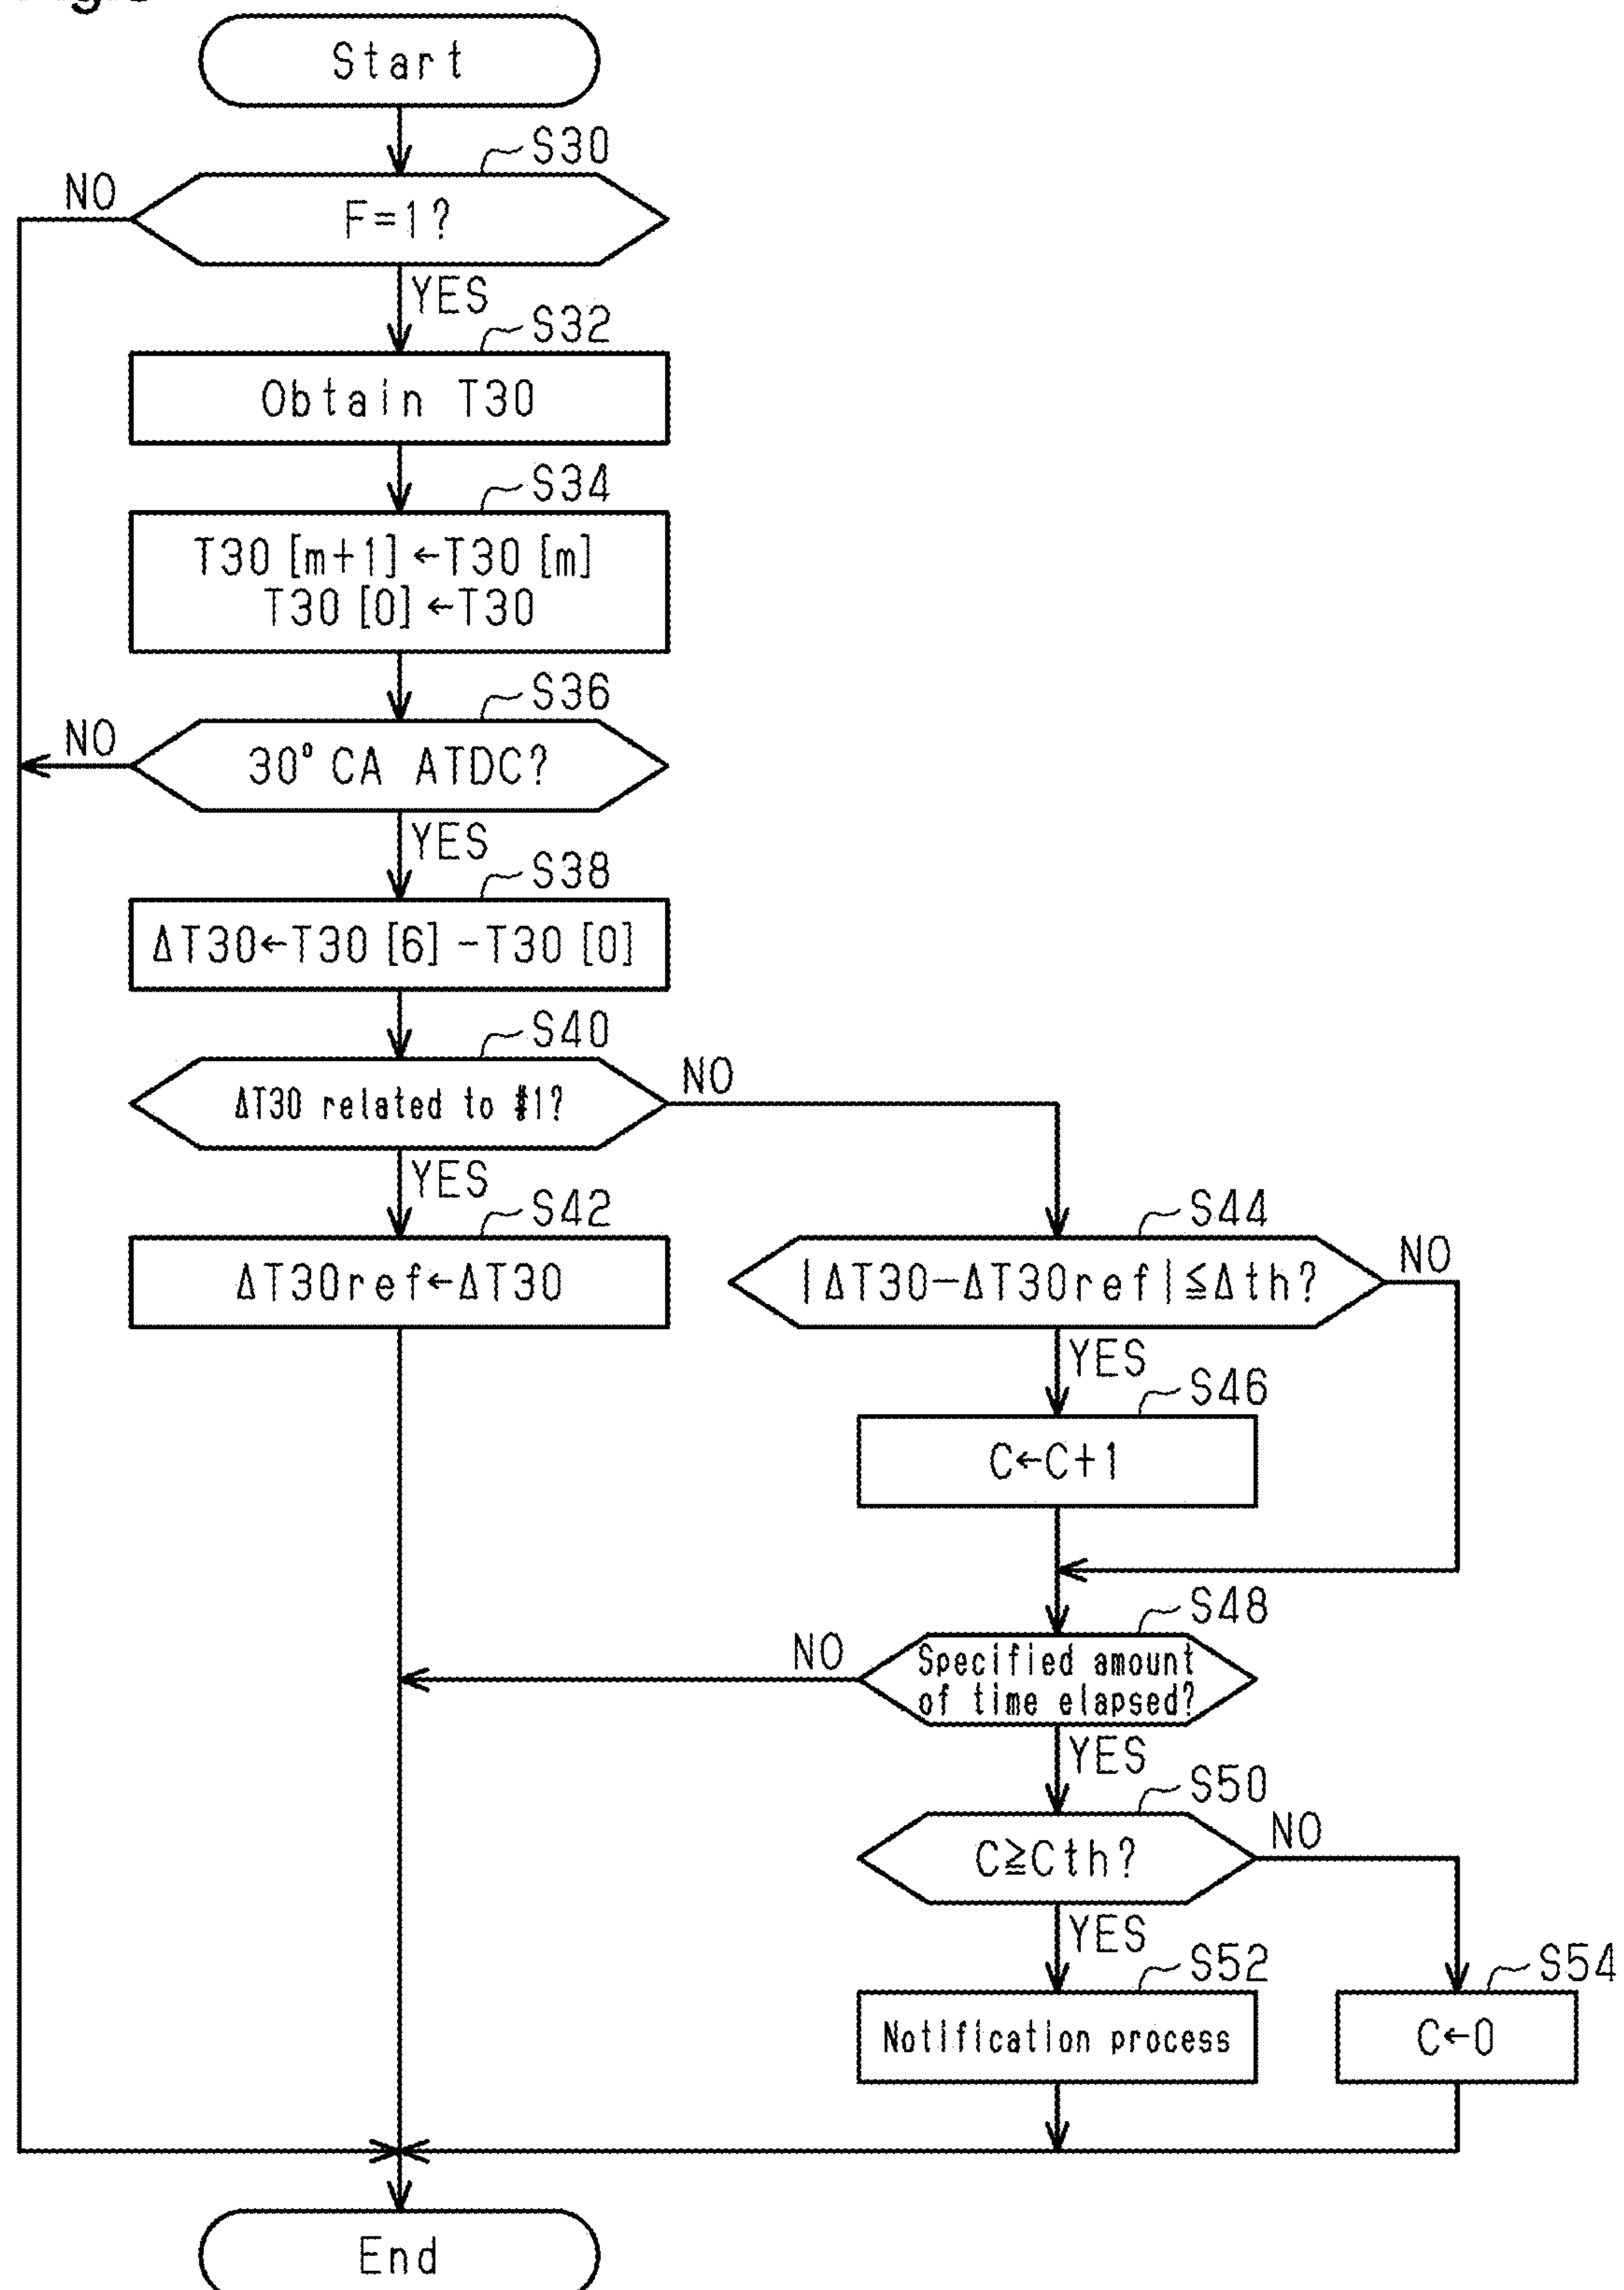 Start
S30
NO
F=1?
YES
S32
Obtain T30
S34
T30 [m+1]←T30 [m]
T30 [0]←T30
S36
NO
30° CA ATDC?
YES
S38
ΔT30←T30 [6] −T30 [0]
S40
NO
ΔT30 related to #1?
YES
S42
ΔT30ref←ΔT30
S44
NO
|ΔT30−ΔT30ref|≦Δth?
YES
S46
C←C+1
S48
NO
Specified amount
of time elapsed?
YES
S50
NO
C≧Cth?
YES
S52
Notification process
S54
C←0
End